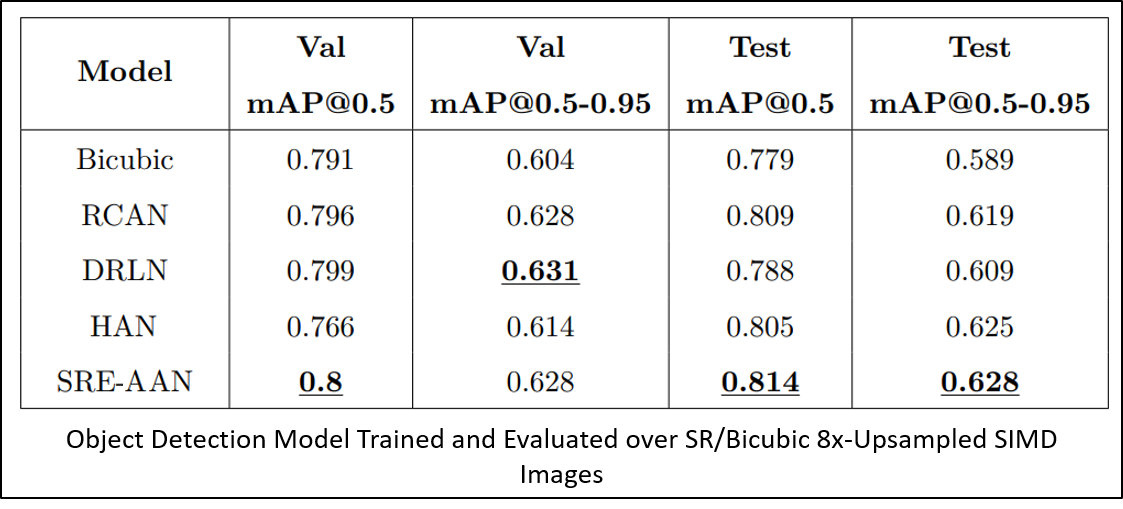 Model Val mAP@0.5 Val mAP@0.5-0.95 Test mAP@0.5 Test mAP@0.5-0.95
Bicubic 0.791 0.604 0.779 0.589
RCAN 0.796 0.628 0.809 0.619
DRLN 0.799 0.631 0.788 0.609
HAN 0.766 0.614 0.805 0.625
SRE-AAN 0.8 0.628 0.814 0.628
Object Detection Model Trained and Evaluated over SR/Bicubic 8x-Upsampled SIMD
Images